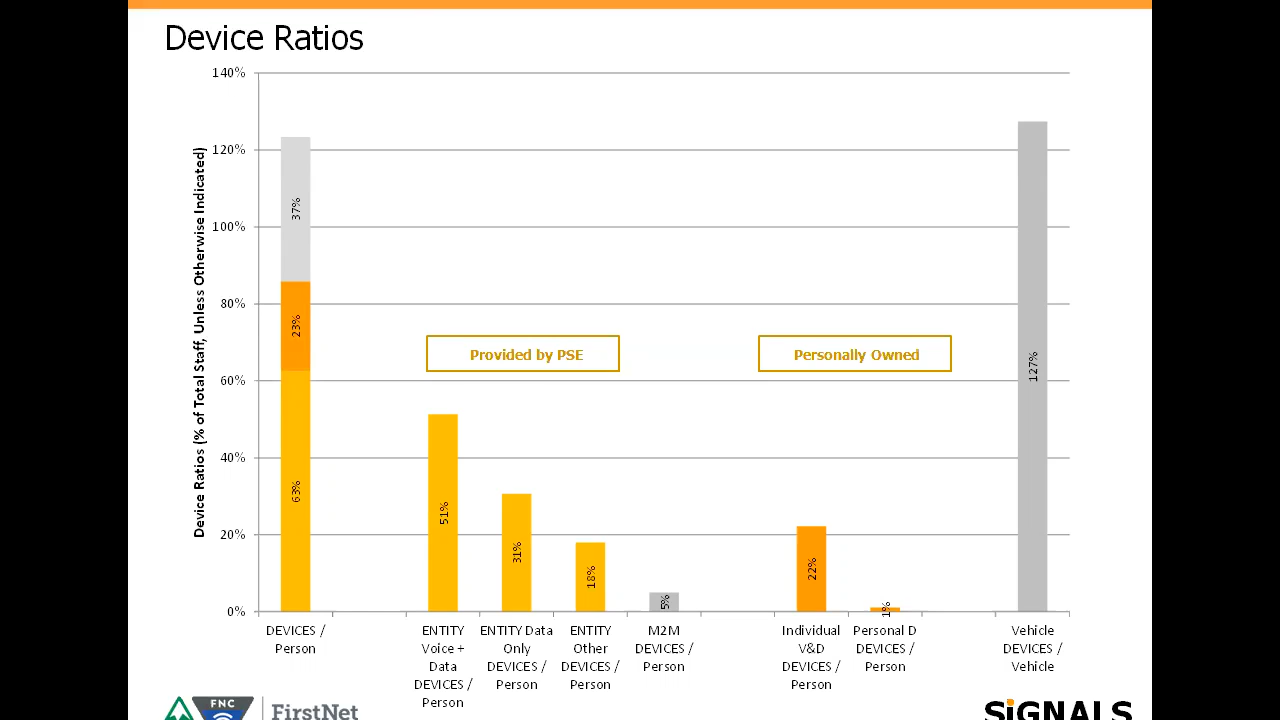 Device Ratios
Device Ratios (% of Total Staff, Unless Otherwise Indicated)
140%
120%
100%
80%
60%
40%
20%
0%
37%
23%
63%
51%
31%
18%
5%
22%
1%
127%
Provided by PSE
Personally Owned
DEVICES /
Person
ENTITY
Voice +
Data
DEVICES /
Person
ENTITY Data
Only
DEVICES /
Person
ENTITY
Other
DEVICES /
Person
M2M
DEVICES /
Person
Individual
V&D
DEVICES /
Person
Personal D
DEVICES /
Person
Vehicle
DEVICES /
Vehicle
FNC
FirstNet
SiGNALS